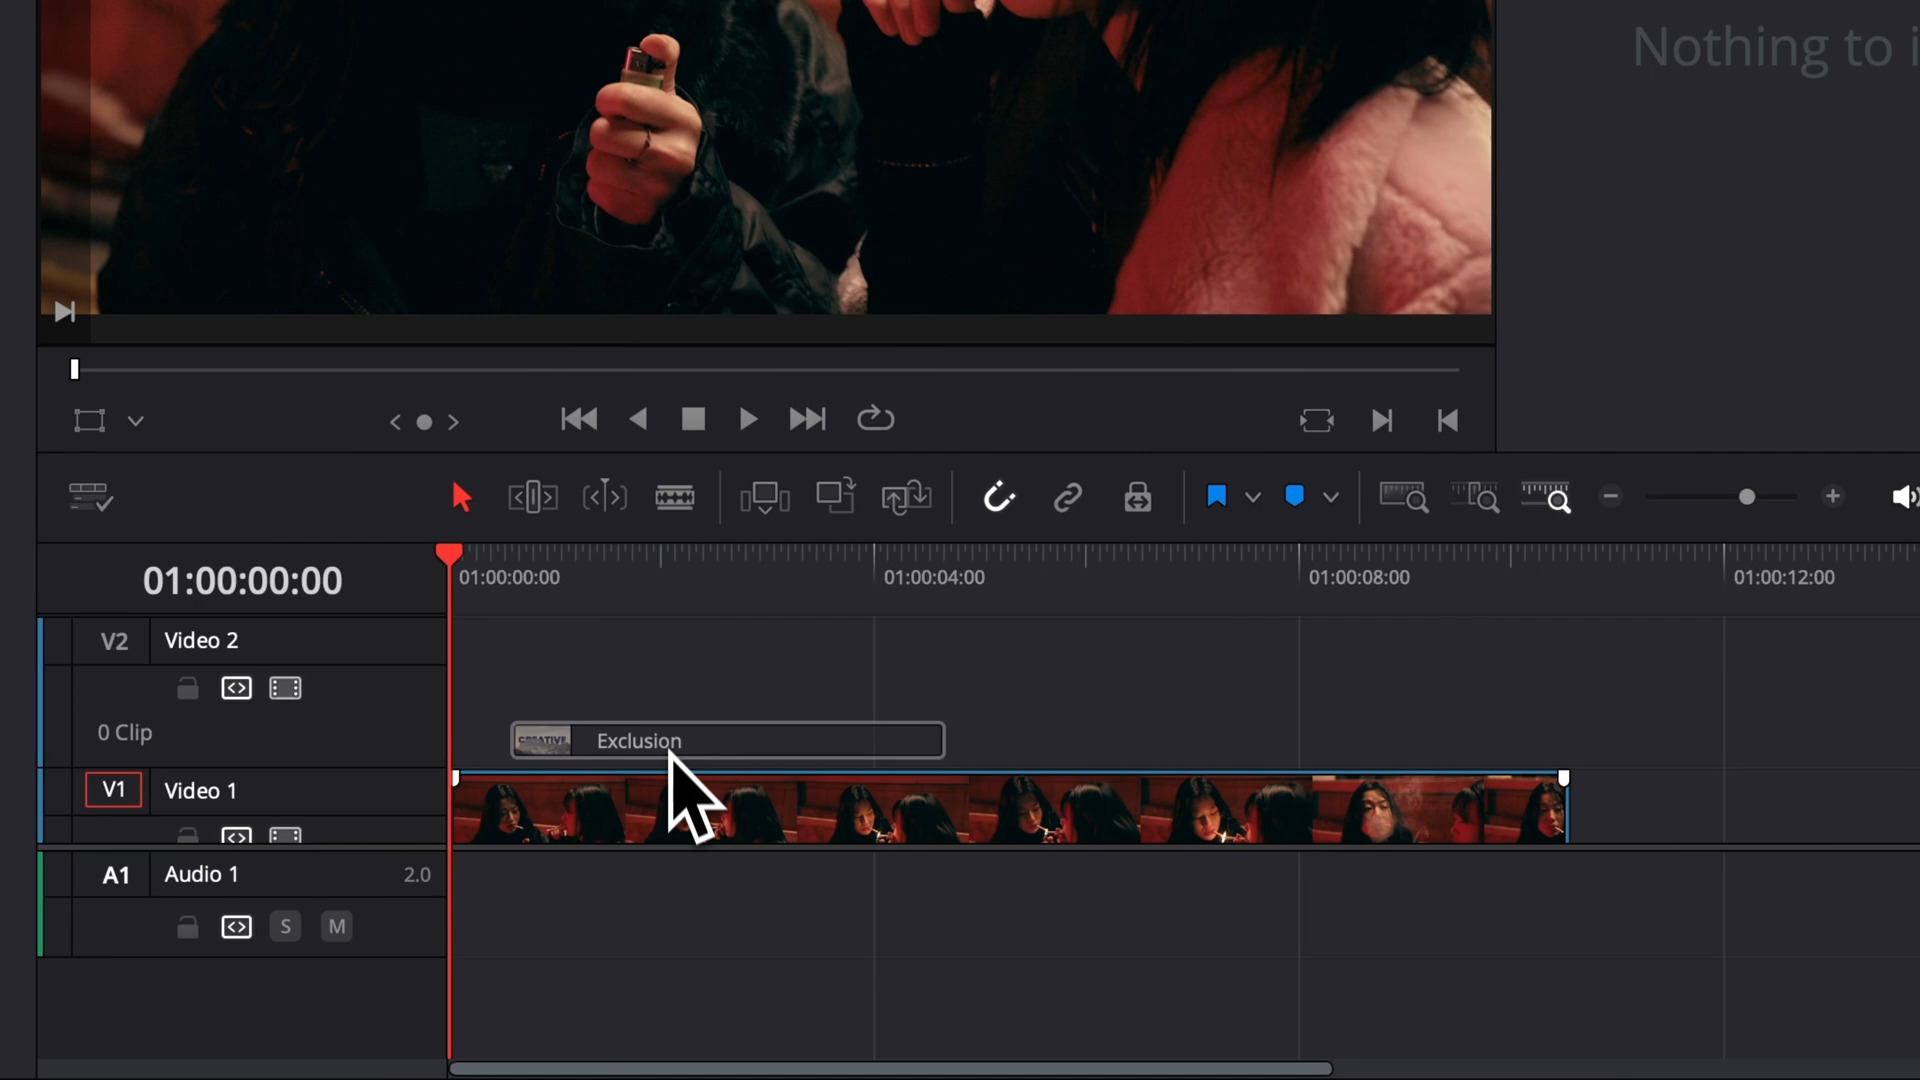 Nothing to i
01:00:00:00
01:00:00:00
01:00:04:00
01:00:08:00
01:00:12:00
V2
Video 2
0 Clip
CREATIVE
Exclusion
V1
Video 1
A1
Audio 1
2.0
S
M